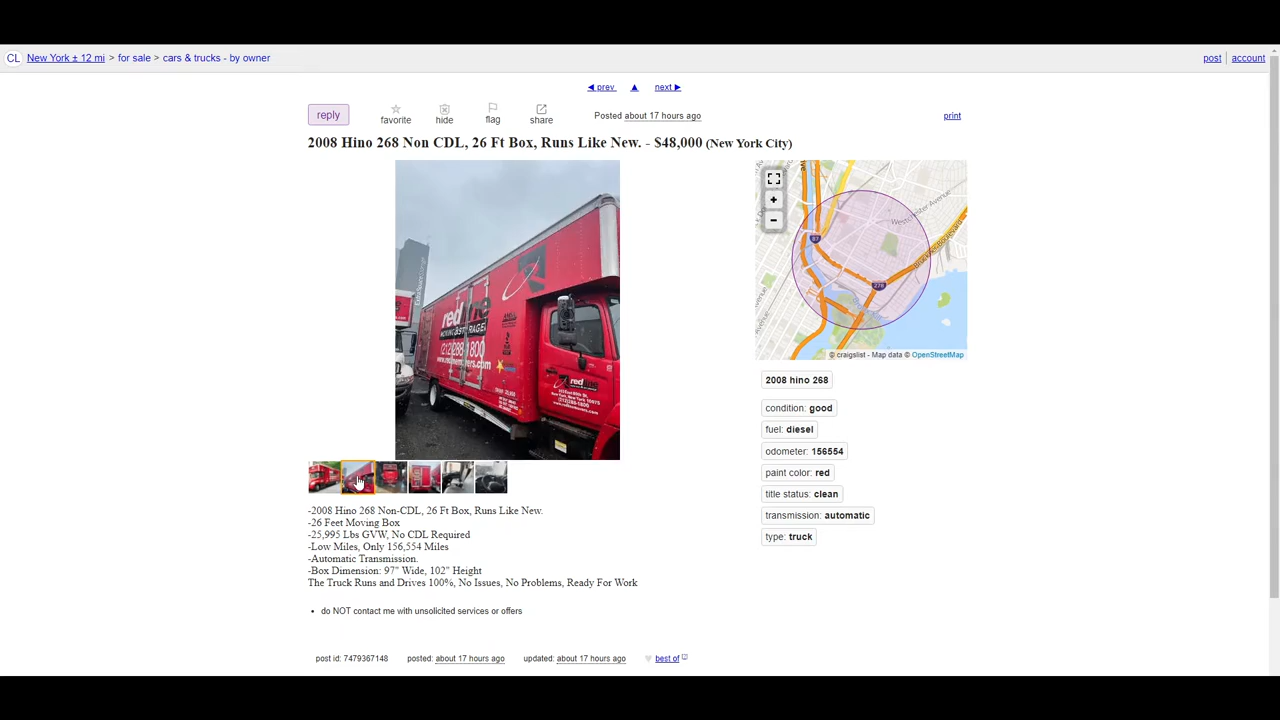 CL New York ± 12 mi > for sale > cars & trucks - by owner
post account
◀ prev ▲ next ▶
reply
favorite
hide
flag
share
Posted about 17 hours ago
print
2008 Hino 268 Non CDL, 26 Ft Box, Runs Like New. - $48,000 (New York City)
MOVING & STORAGE
+
−
Westchester Avenue
87
278
© craigslist - Map data © OpenStreetMap
2008 hino 268
condition: good
fuel: diesel
odometer: 156554
paint color: red
title status: clean
transmission: automatic
type: truck
-2008 Hino 268 Non-CDL, 26 Ft Box, Runs Like New.
-26 Feet Moving Box
-25,995 Lbs GVW, No CDL Required
-Low Miles, Only 156,554 Miles
-Automatic Transmission.
-Box Dimension: 97" Wide, 102" Height
The Truck Runs and Drives 100%, No Issues, No Problems, Ready For Work
• do NOT contact me with unsolicited services or offers
post id: 7479367148
posted: about 17 hours ago
updated: about 17 hours ago
♥ best of [?]